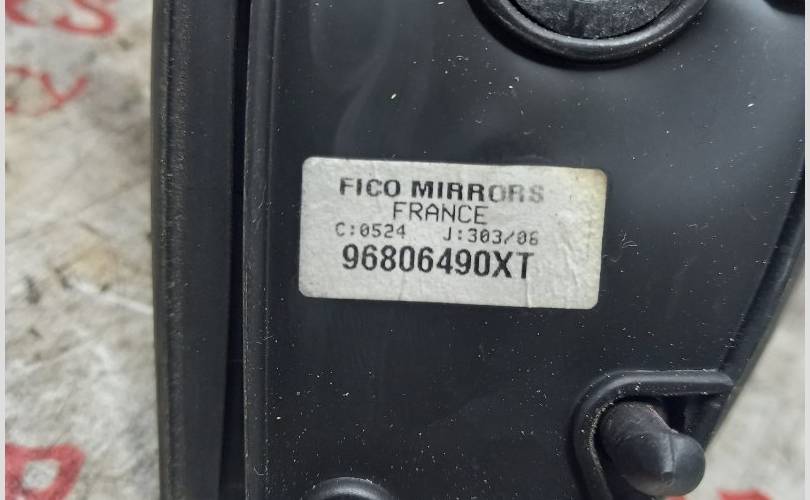 FICO MIRRORS
FRANCE
C:0524 J:303/06
96806490XT